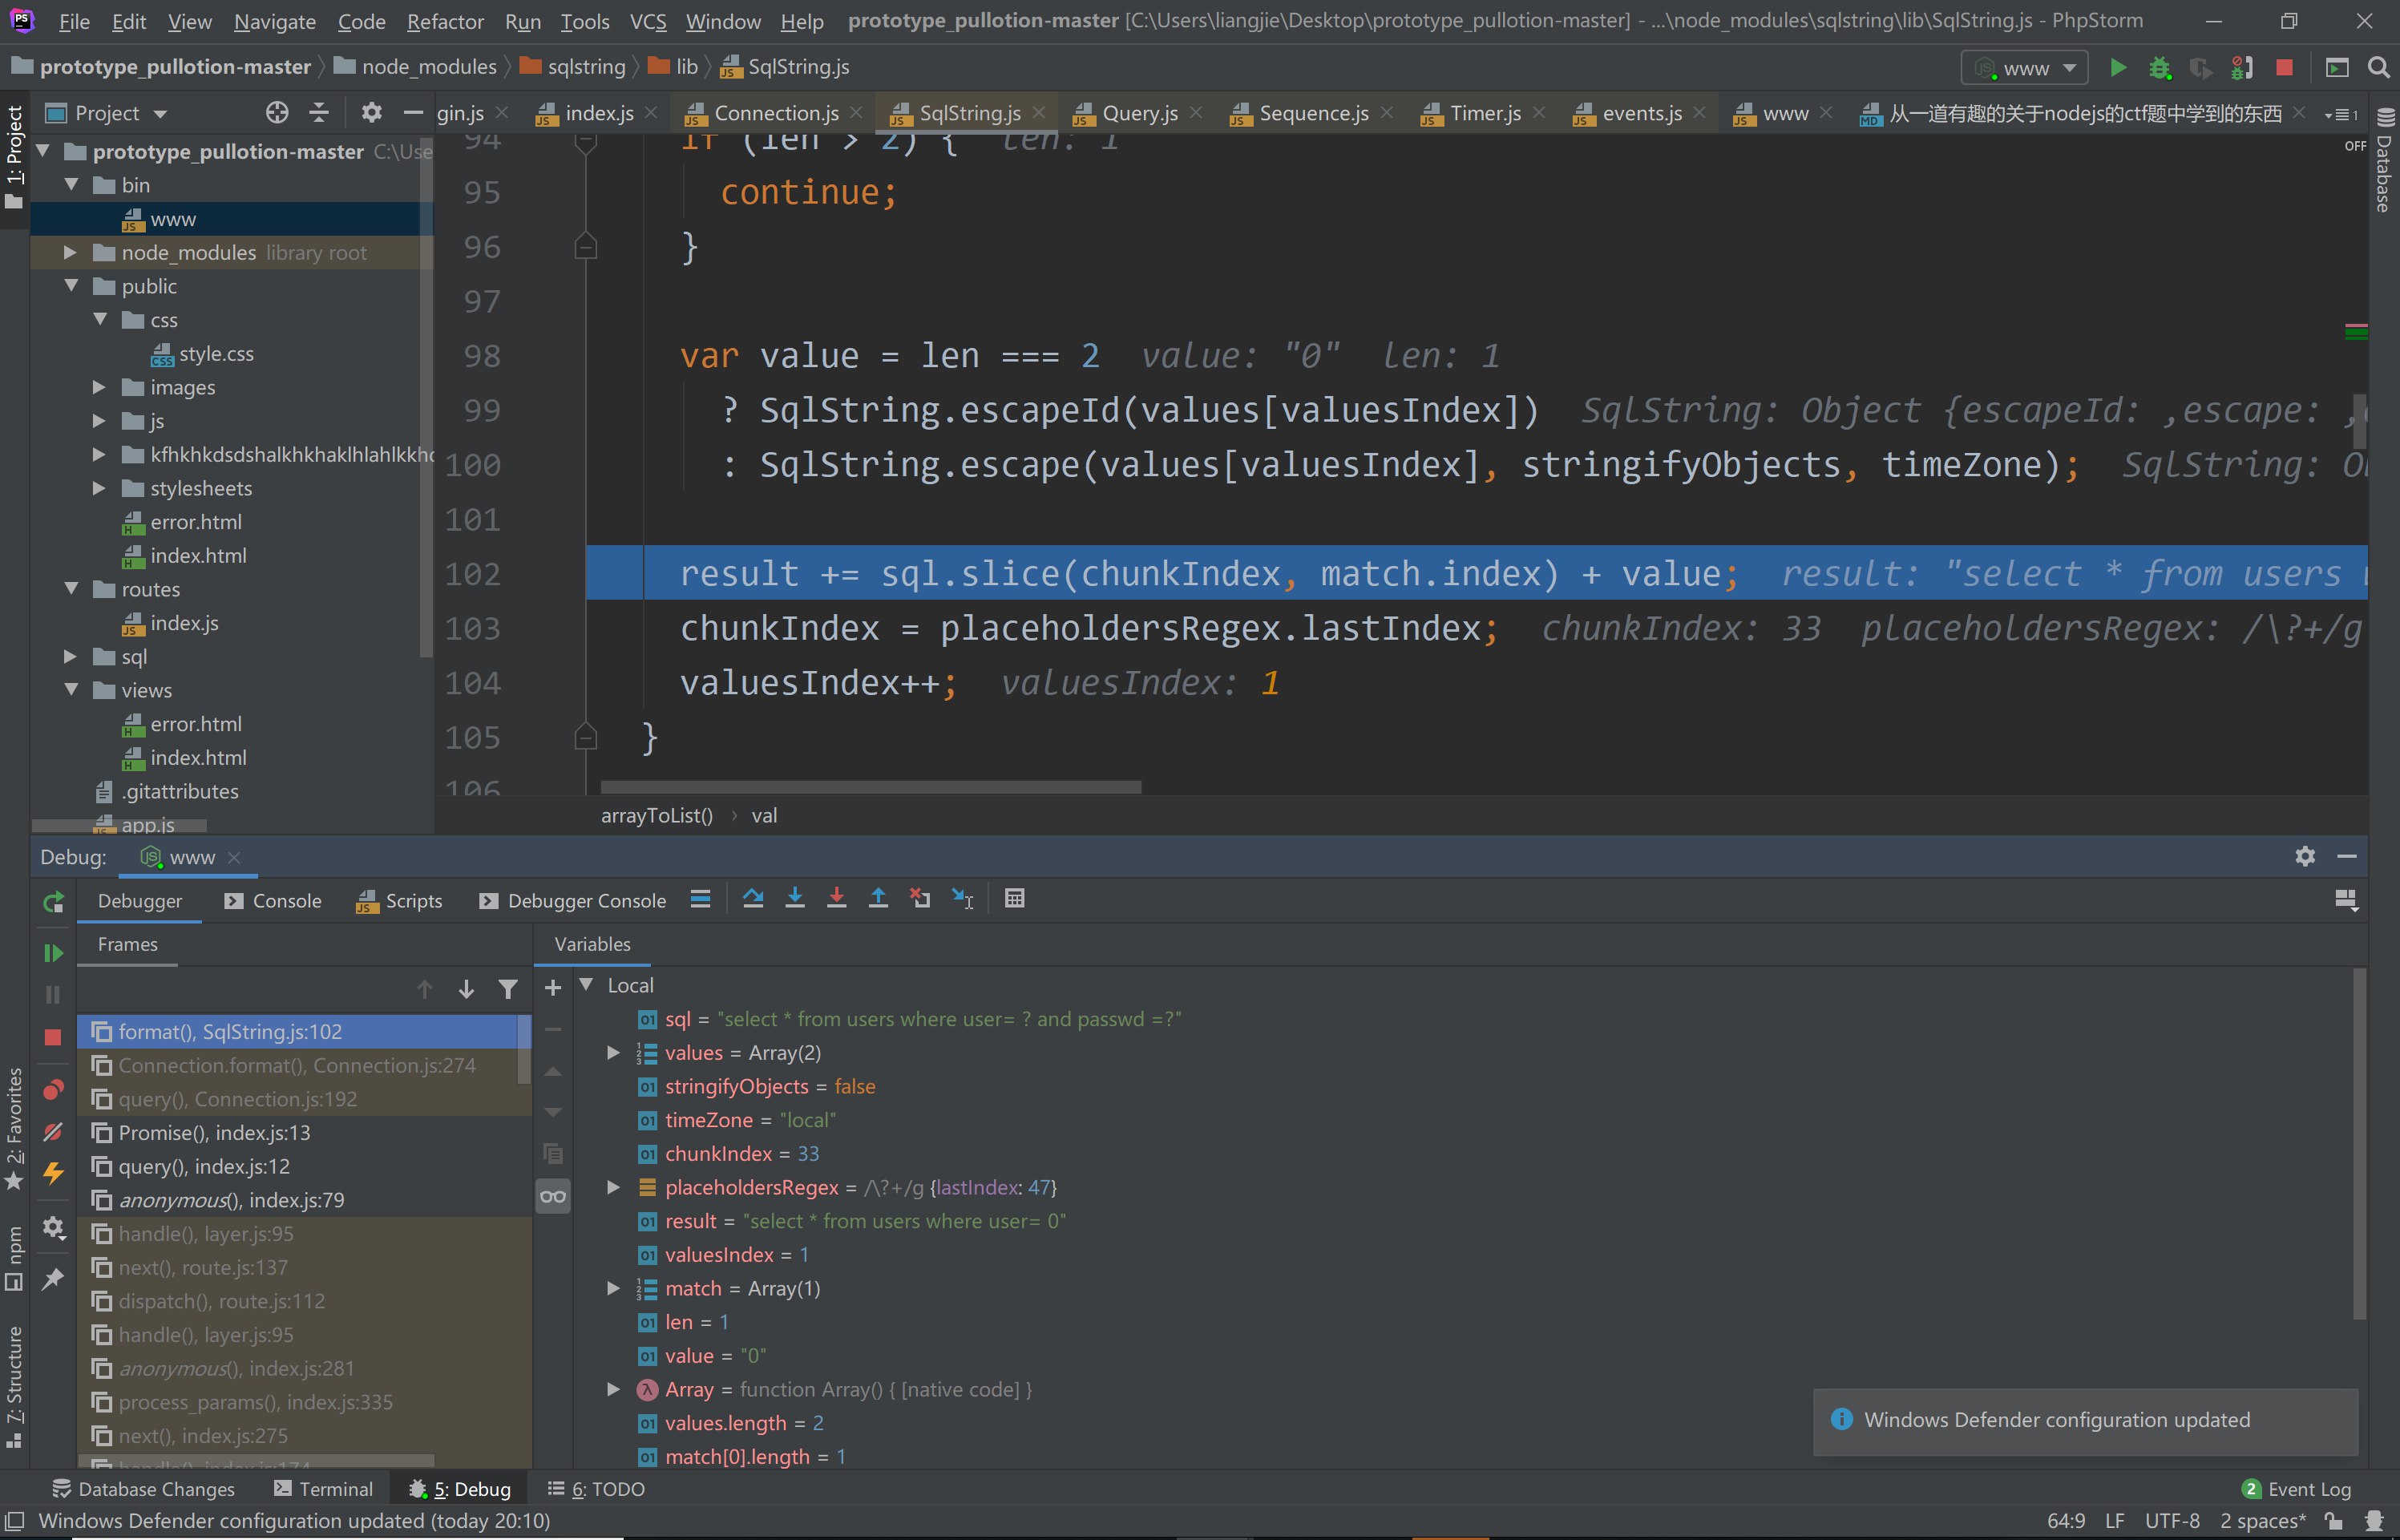 File Edit View Navigate Code Refactor Run Tools VCS Window Help prototype_pullotion-master [C:\Users\liangjie\Desktop\prototype_pullotion-master] - ...\node_modules\sqlstring\lib\SqlString.js - PhpStorm
prototype_pullotion-master node_modules sqlstring lib SqlString.js
www
Project
gin.js index.js Connection.js SqlString.js Query.js Sequence.js Timer.js events.js www 从一道有趣的关于nodejs的ctf题中学到的东西
1: Project
Database
OFF
prototype_pullotion-master C:\Use
bin
www
node_modules library root
public
css
style.css
images
js
kfhkhkdsdshalkhkhaklhlahlkkhc
stylesheets
error.html
index.html
routes
index.js
sql
views
error.html
index.html
.gitattributes
app.js
94 if (len > 2) { len: 1
95 continue;
96 }
97
98 var value = len === 2 value: "0" len: 1
99 ? SqlString.escapeId(values[valuesIndex]) SqlString: Object {escapeId: ,escape: ,
100 : SqlString.escape(values[valuesIndex], stringifyObjects, timeZone); SqlString: Ob
101
102 result += sql.slice(chunkIndex, match.index) + value; result: "select * from users
103 chunkIndex = placeholdersRegex.lastIndex; chunkIndex: 33 placeholdersRegex: /\?+/g
104 valuesIndex++; valuesIndex: 1
105 }
106
arrayToList() › val
Debug: www
Debugger Console Scripts Debugger Console
Frames
Variables
format(), SqlString.js:102
Connection.format(), Connection.js:274
query(), Connection.js:192
Promise(), index.js:13
query(), index.js:12
anonymous(), index.js:79
handle(), layer.js:95
next(), route.js:137
dispatch(), route.js:112
handle(), layer.js:95
anonymous(), index.js:281
process_params(), index.js:335
next(), index.js:275
handle(), index.js:174
Local
sql = "select * from users where user= ? and passwd =?"
values = Array(2)
stringifyObjects = false
timeZone = "local"
chunkIndex = 33
placeholdersRegex = /\?+/g {lastIndex: 47}
result = "select * from users where user= 0"
valuesIndex = 1
match = Array(1)
len = 1
value = "0"
Array = function Array() { [native code] }
values.length = 2
match[0].length = 1
Windows Defender configuration updated
2: Favorites
npm
7: Structure
Database Changes Terminal 5: Debug 6: TODO 2 Event Log
Windows Defender configuration updated (today 20:10) 64:9 LF UTF-8 2 spaces*